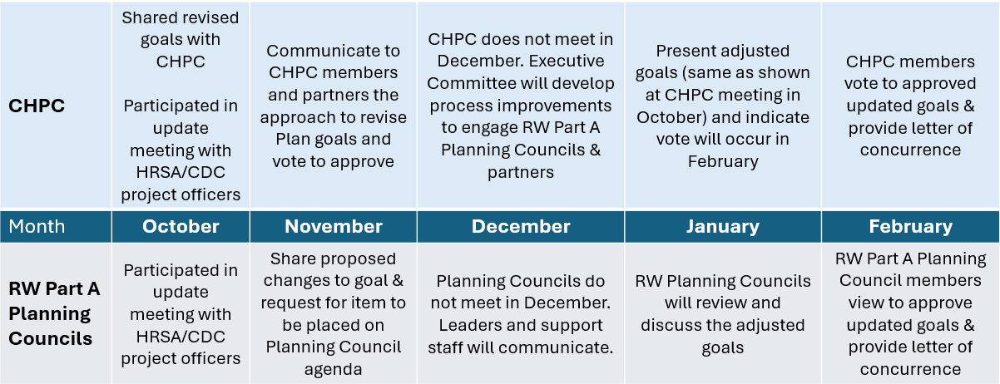 CHPC
Shared revised
goals with
CHPC
Participated in
update
meeting with
HRSA/CDC
project officers
Communicate to
CHPC members
and partners the
approach to revise
Plan goals and
vote to approve
CHPC does not meet in
December. Executive
Committee will develop
process improvements
to engage RW Part A
Planning Councils &
partners
Present adjusted
goals (same as shown
at CHPC meeting in
October) and indicate
vote will occur in
February
CHPC members
vote to approved
updated goals &
provide letter of
concurrence
Month
October
November
December
January
February
RW Part A
Planning
Councils
Participated in
update
meeting with
HRSA/CDC
project officers
Share proposed
changes to goal &
request for item to
be placed on
Planning Council
agenda
Planning Councils do
not meet in December.
Leaders and support
staff will communicate.
RW Planning Councils
will review and
discuss the adjusted
goals
RW Part A Planning
Council members
view to approve
updated goals &
provide letter of
concurrence